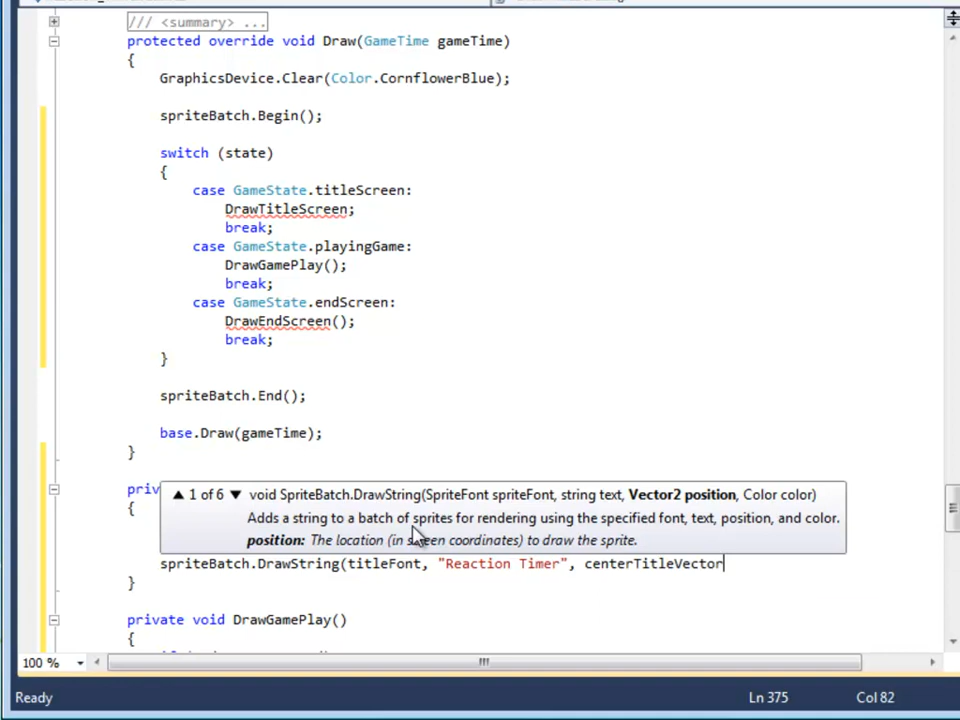 /// <summary> ...
protected override void Draw(GameTime gameTime)
{
GraphicsDevice.Clear(Color.CornflowerBlue);
spriteBatch.Begin();
switch (state)
{
case GameState.titleScreen:
DrawTitleScreen;
break;
case GameState.playingGame:
DrawGamePlay();
break;
case GameState.endScreen:
DrawEndScreen();
break;
}
spriteBatch.End();
base.Draw(gameTime);
}
priv
{
▲ 1 of 6 ▼ void SpriteBatch.DrawString(SpriteFont spriteFont, string text, Vector2 position, Color color)
Adds a string to a batch of sprites for rendering using the specified font, text, position, and color.
position: The location (in screen coordinates) to draw the sprite.
spriteBatch.DrawString(titleFont, "Reaction Timer", centerTitleVector
}
private void DrawGamePlay()
{
100 %
Ready Ln 375 Col 82